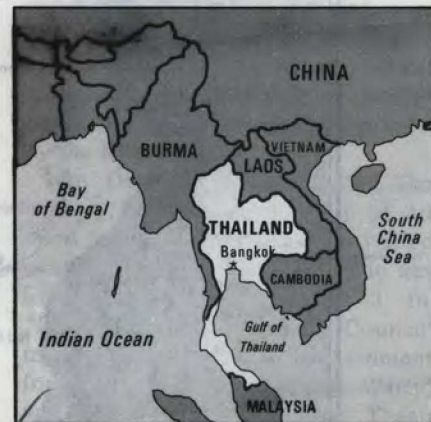 CHINA
BURMA
VIETNAM
LAOS
Bay
of Bengal
THAILAND
Bangkok
South
China
Sea
CAMBODIA
Gulf of
Thailand
Indian Ocean
MALAYSIA